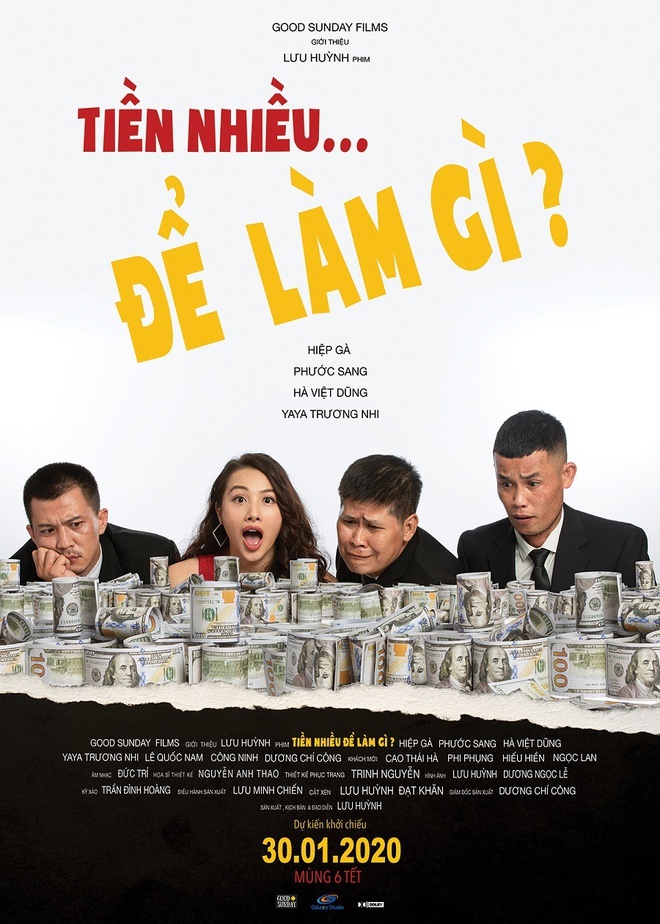 GOOD SUNDAY FILMS
GIỚI THIỆU
LƯU HUỲNH PHIM
TIỀN NHIỀU...
ĐỂ LÀM GÌ ?
HIỆP GÀ
PHƯỚC SANG
HÀ VIỆT DŨNG
YAYA TRƯƠNG NHI
GOOD SUNDAY FILMS GIỚI THIỆU LƯU HUỲNH PHIM TIỀN NHIỀU ĐỂ LÀM GÌ ? HIỆP GÀ PHƯỚC SANG HÀ VIỆT DŨNG
YAYA TRƯƠNG NHI LÊ QUỐC NAM CÔNG NINH DƯƠNG CHÍ CÔNG KHÁCH MỜI CAO THÁI HÀ PHI PHỤNG HIẾU HIỀN NGỌC LAN
ÂM NHẠC ĐỨC TRÍ HỌA SĨ THIẾT KẾ NGUYỄN ANH THAO THIẾT KẾ PHỤC TRANG TRINH NGUYỄN HÌNH ẢNH LƯU HUỲNH DƯƠNG NGỌC LỄ
KỸ XẢO TRẦN ĐÌNH HOÀNG ĐIỀU HÀNH SẢN XUẤT LƯU MINH CHIẾN CẮT XÉN LƯU HUỲNH ĐẠT KHĂN GIÁM ĐỐC SẢN XUẤT DƯƠNG CHÍ CÔNG
SẢN XUẤT, KỊCH BẢN & ĐẠO DIỄN LƯU HUỲNH
Dự kiến khởi chiếu
30.01.2020
MÙNG 6 TẾT
GOOD SUNDAY Galaxy Studio DOLBY